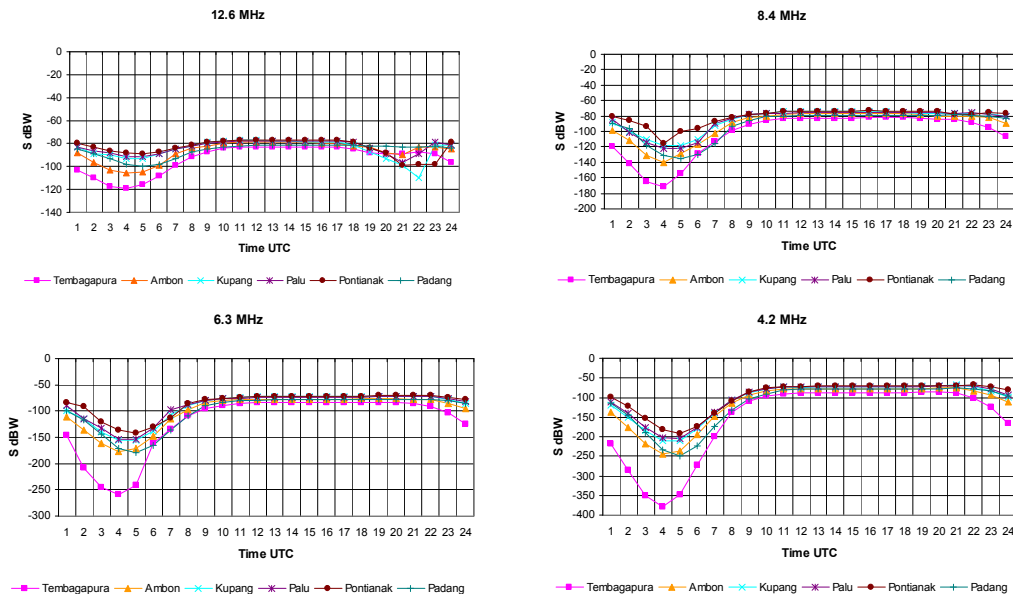 12.6 MHz
0
-20
-40
-60
-80
-100
-120
-140
S dBW
1 2 3 4 5 6 7 8 9 10 11 12 13 14 15 16 17 18 19 20 21 22 23 24
Time UTC
Tembagapura Ambon Kupang Palu Pontianak Padang
8.4 MHz
0
-20
-40
-60
-80
-100
-120
-140
-160
-180
-200
S dBW
1 2 3 4 5 6 7 8 9 10 11 12 13 14 15 16 17 18 19 20 21 22 23 24
Time UTC
Tembagapura Ambon Kupang Palu Pontianak Padang
6.3 MHz
0
-50
-100
-150
-200
-250
-300
S dBW
1 2 3 4 5 6 7 8 9 10 11 12 13 14 15 16 17 18 19 20 21 22 23 24
Time UTC
Tembagapura Ambon Kupang Palu Pontianak Padang
4.2 MHz
0
-50
-100
-150
-200
-250
-300
-350
-400
S dBW
1 2 3 4 5 6 7 8 9 10 11 12 13 14 15 16 17 18 19 20 21 22 23 24
Time UTC
Tembagapura Ambon Kupang Palu Pontianak Padang